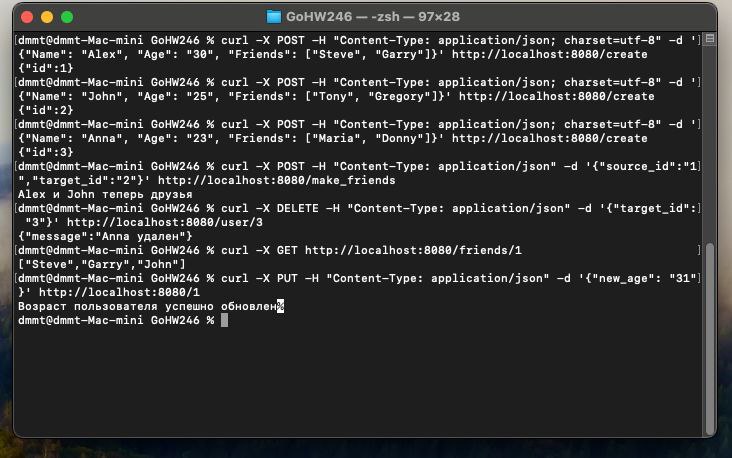 GoHW246 — -zsh — 97×28
[dmmt@dmmt-Mac-mini GoHW246 % curl -X POST -H "Content-Type: application/json; charset=utf-8" -d ']
{"Name": "Alex", "Age": "30", "Friends": ["Steve", "Garry"]}' http://localhost:8080/create
{"id":1}
[dmmt@dmmt-Mac-mini GoHW246 % curl -X POST -H "Content-Type: application/json; charset=utf-8" -d ']
{"Name": "John", "Age": "25", "Friends": ["Tony", "Gregory"]}' http://localhost:8080/create
{"id":2}
[dmmt@dmmt-Mac-mini GoHW246 % curl -X POST -H "Content-Type: application/json; charset=utf-8" -d ']
{"Name": "Anna", "Age": "23", "Friends": ["Maria", "Donny"]}' http://localhost:8080/create
{"id":3}
[dmmt@dmmt-Mac-mini GoHW246 % curl -X POST -H "Content-Type: application/json" -d '{"source_id":"1]
","target_id":"2"}' http://localhost:8080/make_friends
Alex и John теперь друзья
[dmmt@dmmt-Mac-mini GoHW246 % curl -X DELETE -H "Content-Type: application/json" -d '{"target_id":]
 "3"}' http://localhost:8080/user/3
{"message":"Anna удален"}
[dmmt@dmmt-Mac-mini GoHW246 % curl -X GET http://localhost:8080/friends/1 ]
["Steve","Garry","John"]
[dmmt@dmmt-Mac-mini GoHW246 % curl -X PUT -H "Content-Type: application/json" -d '{"new_age": "31"]
}' http://localhost:8080/1
Возраст пользователя успешно обновлен%
dmmt@dmmt-Mac-mini GoHW246 %